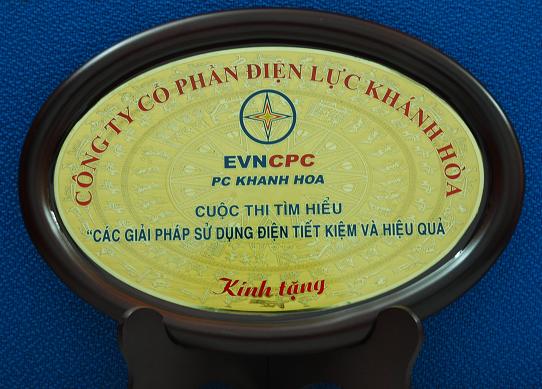 CÔNG TY CỔ PHẦN ĐIỆN LỰC KHÁNH HÒA
EVNCPC
PC KHANH HOA
CUỘC THI TÌM HIỂU
“CÁC GIẢI PHÁP SỬ DỤNG ĐIỆN TIẾT KIỆM VÀ HIỆU QUẢ
Kính tặng